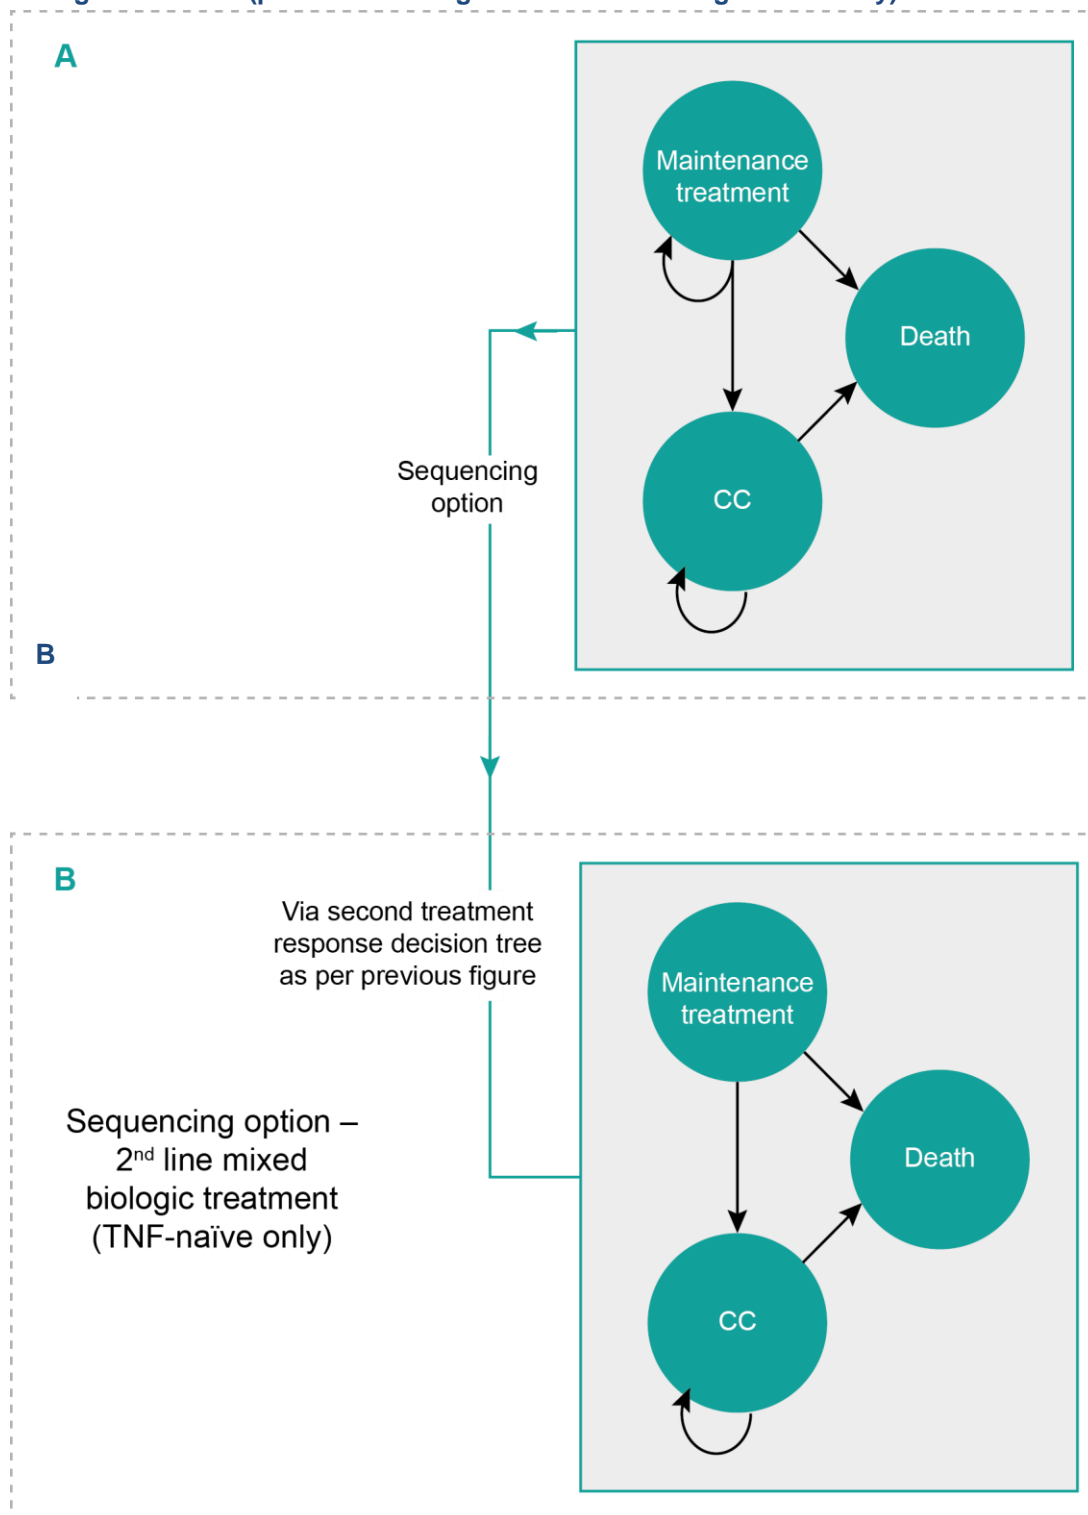 A
Maintenance
treatment
Death
Sequencing
option
CC
B
B
Via second treatment
response decision tree
as per previous figure
Maintenance
treatment
Sequencing option –
2nd line mixed
biologic treatment
(TNF-naïve only)
Death
CC